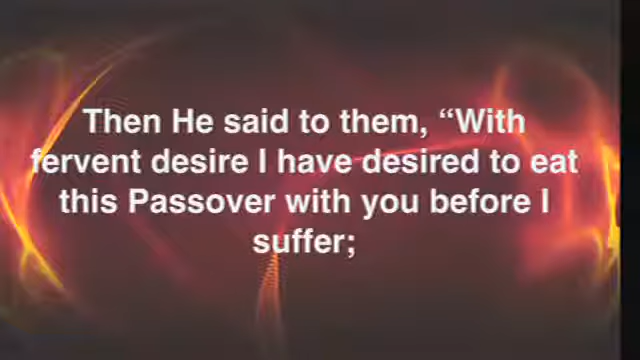 Then He said to them, “With
fervent desire I have desired to eat
this Passover with you before I
suffer;